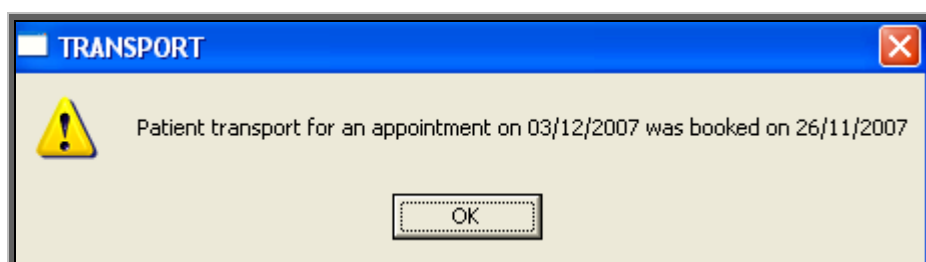 TRANSPORT
Patient transport for an appointment on 03/12/2007 was booked on 26/11/2007
OK